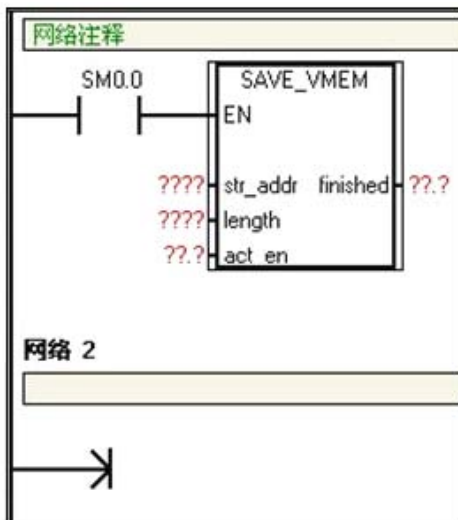 网络注释
SM0.0
SAVE_VMEM
EN
???? str_addr finished ??.?
???? length
??.? act_en
网络 2